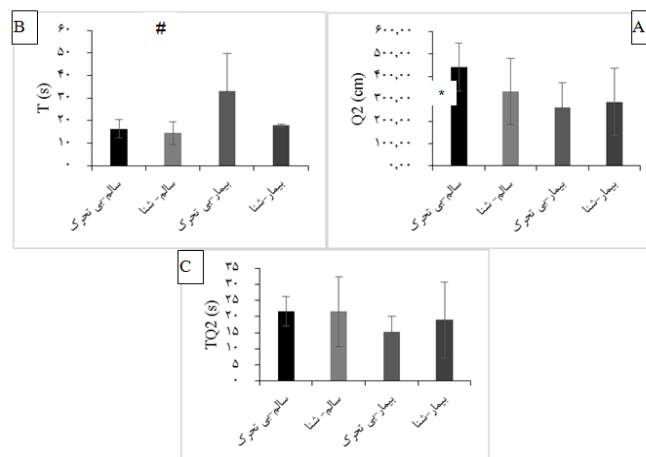 B
#
T (s)
۶۰
۵۰
۴۰
۳۰
۲۰
۱۰
۰
سالم-بی تحرک
سالم- شنا
بیمار-بی تحرک
بیمار-شنا
A
*
Q2 (cm)
۶۰۰,۰۰
۵۰۰,۰۰
۴۰۰,۰۰
۳۰۰,۰۰
۲۰۰,۰۰
۱۰۰,۰۰
۰,۰۰
سالم-بی تحرک
سالم- شنا
بیمار-بی تحرک
بیمار-شنا
C
TQ2 (s)
۳۵
۳۰
۲۵
۲۰
۱۵
۱۰
۵
۰
سالم-بی تحرک
سالم- شنا
بیمار-بی تحرک
بیمار-شنا